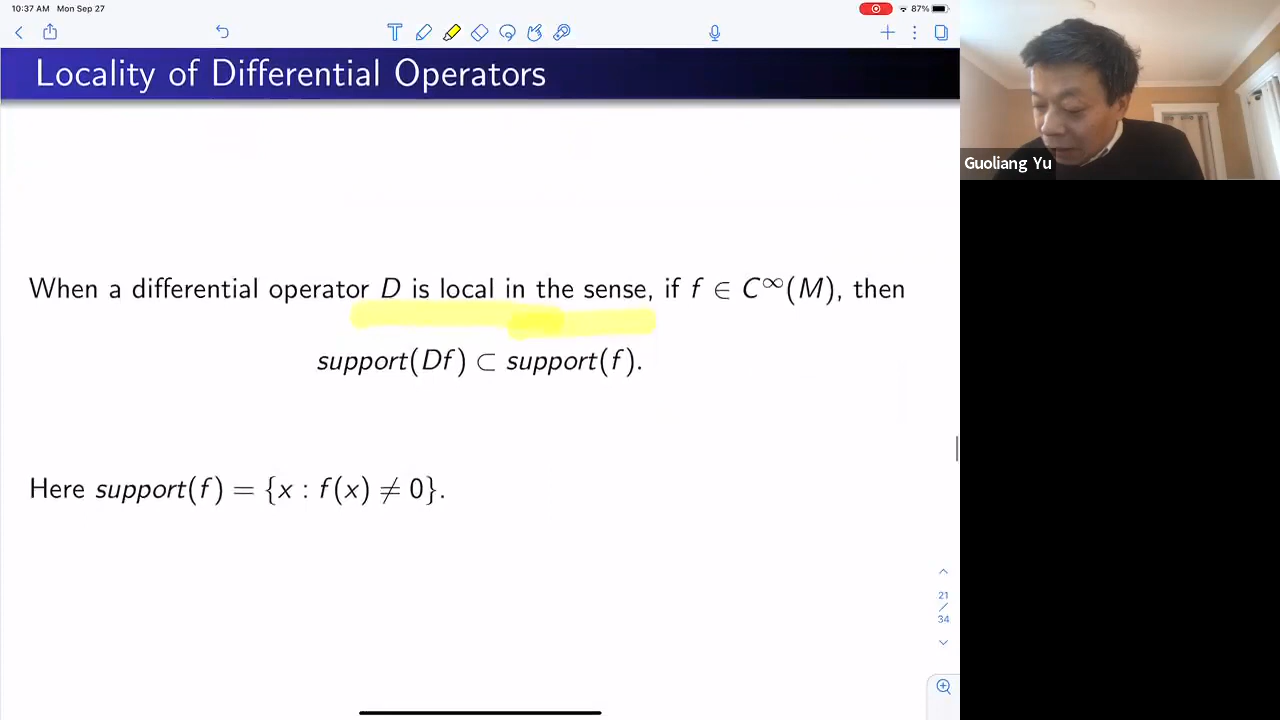 10:37 AM Mon Sep 27
87%
Locality of Differential Operators
Guoliang Yu
When a differential operator D is local in the sense, if f ∈ C^∞(M), then
support(Df) ⊂ support(f).
Here support(f) = {x : f(x) ≠ 0}.
21
/
34